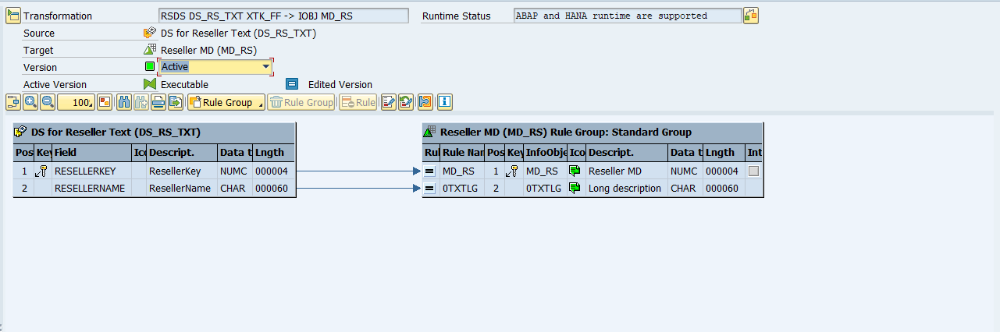 Transformation RSDS DS_RS_TXT XTK_FF -> IOBJ MD_RS Runtime Status ABAP and HANA runtime are supported
Source DS for Reseller Text (DS_RS_TXT)
Target Reseller MD (MD_RS)
Version Active
Active Version Executable Edited Version
100 Rule Group Rule Group Rule
DS for Reseller Text (DS_RS_TXT) Reseller MD (MD_RS) Rule Group: Standard Group
Pos Key Field Ico Descript. Data t Lngth Rul Rule Nam Pos Key InfoObje Ico Descript. Data t Lngth Int
1 RESELLERKEY ResellerKey NUMC 000004 MD_RS 1 MD_RS Reseller MD NUMC 000004
2 RESELLERNAME ResellerName CHAR 000060 0TXTLG 2 0TXTLG Long description CHAR 000060